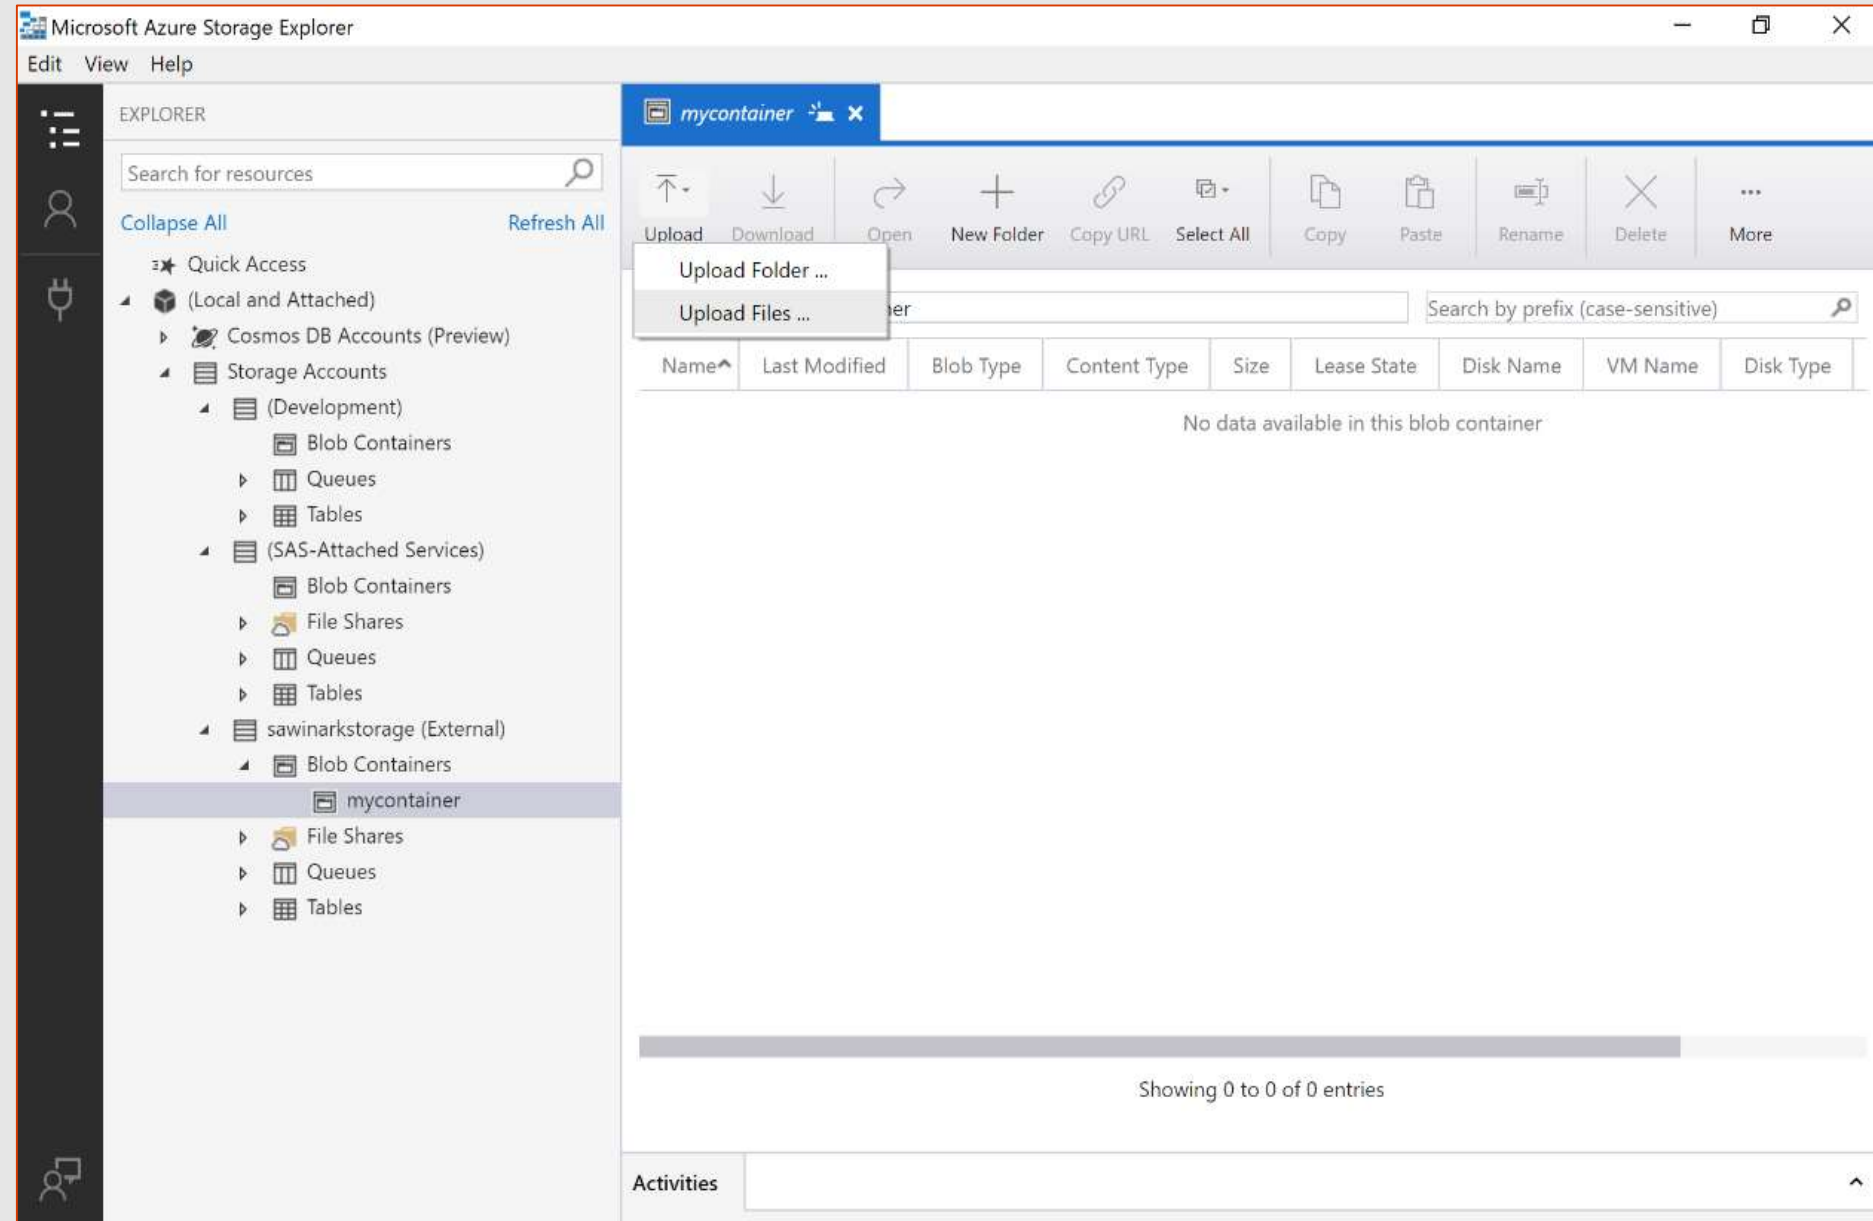 Microsoft Azure Storage Explorer
Edit View Help
EXPLORER
Search for resources
Collapse All Refresh All
Quick Access
(Local and Attached)
Cosmos DB Accounts (Preview)
Storage Accounts
(Development)
Blob Containers
Queues
Tables
(SAS-Attached Services)
Blob Containers
File Shares
Queues
Tables
sawinarkstorage (External)
Blob Containers
mycontainer
File Shares
Queues
Tables
mycontainer
Upload Download Open New Folder Copy URL Select All Copy Paste Rename Delete More
Upload Folder ...
Upload Files ...
er Search by prefix (case-sensitive)
Name Last Modified Blob Type Content Type Size Lease State Disk Name VM Name Disk Type
No data available in this blob container
Showing 0 to 0 of 0 entries
Activities